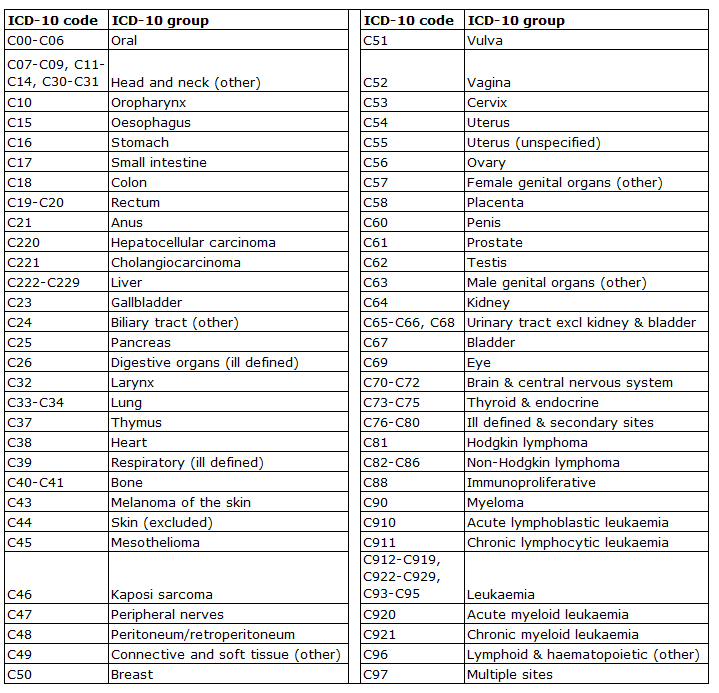 ICD-10 code ICD-10 group ICD-10 code ICD-10 group
C00-C06 Oral C51 Vulva
C07-C09, C11-
C14, C30-C31 Head and neck (other) C52 Vagina
C10 Oropharynx C53 Cervix
C15 Oesophagus C54 Uterus
C16 Stomach C55 Uterus (unspecified)
C17 Small intestine C56 Ovary
C18 Colon C57 Female genital organs (other)
C19-C20 Rectum C58 Placenta
C21 Anus C60 Penis
C220 Hepatocellular carcinoma C61 Prostate
C221 Cholangiocarcinoma C62 Testis
C222-C229 Liver C63 Male genital organs (other)
C23 Gallbladder C64 Kidney
C24 Biliary tract (other) C65-C66, C68 Urinary tract excl kidney & bladder
C25 Pancreas C67 Bladder
C26 Digestive organs (ill defined) C69 Eye
C32 Larynx C70-C72 Brain & central nervous system
C33-C34 Lung C73-C75 Thyroid & endocrine
C37 Thymus C76-C80 Ill defined & secondary sites
C38 Heart C81 Hodgkin lymphoma
C39 Respiratory (ill defined) C82-C86 Non-Hodgkin lymphoma
C40-C41 Bone C88 Immunoproliferative
C43 Melanoma of the skin C90 Myeloma
C44 Skin (excluded) C910 Acute lymphoblastic leukaemia
C45 Mesothelioma C911 Chronic lymphocytic leukaemia
C912-C919,
C922-C929,
C46 Kaposi sarcoma C93-C95 Leukaemia
C47 Peripheral nerves C920 Acute myeloid leukaemia
C48 Peritoneum/retroperitoneum C921 Chronic myeloid leukaemia
C49 Connective and soft tissue (other) C96 Lymphoid & haematopoietic (other)
C50 Breast C97 Multiple sites